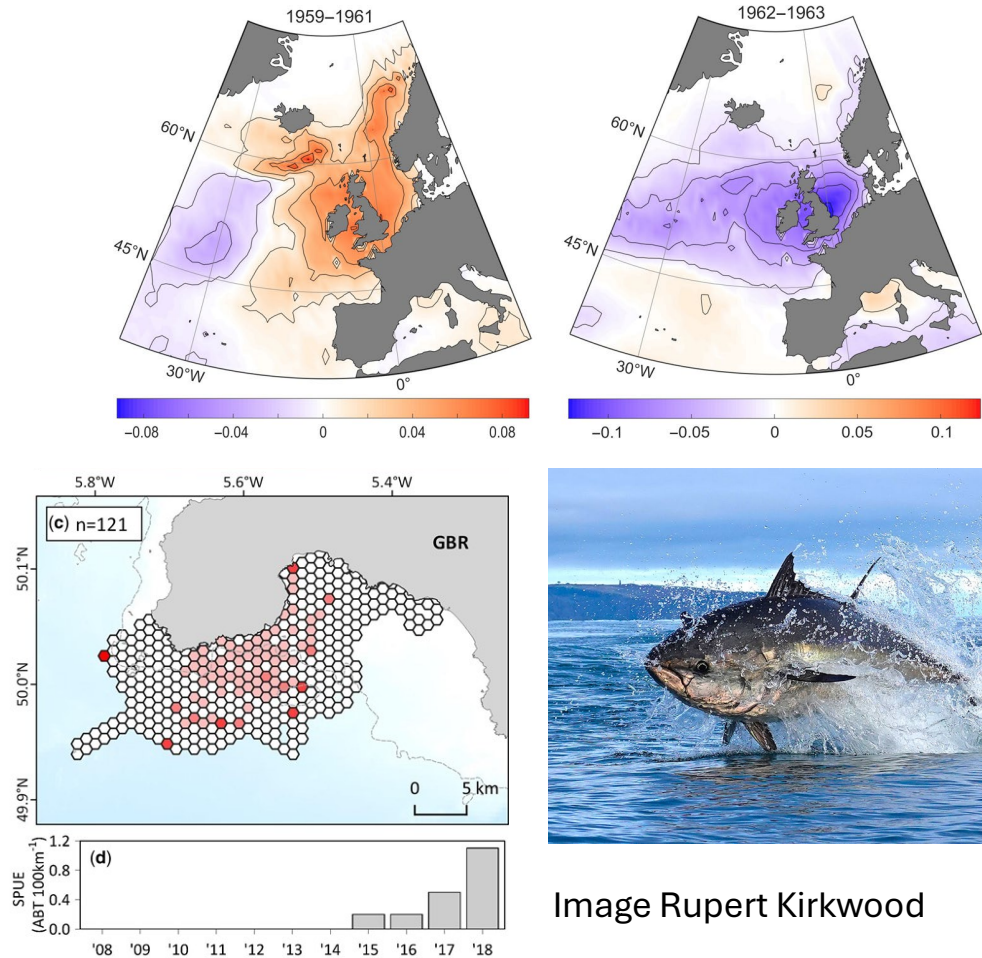 1959–1961
1962–1963
60°N
45°N
30°W
0°
60°N
45°N
30°W
0°
−0.08
−0.04
0
0.04
0.08
−0.1
−0.05
0
0.05
0.1
5.8°W
5.6°W
5.4°W
(c) n=121
GBR
50.1°N
50.0°N
49.9°N
0
5 km
SPUE
(ABT 100km⁻¹)
(d)
1.2
0.8
0.4
0.0
'08 '09 '10 '11 '12 '13 '14 '15 '16 '17 '18
Image Rupert Kirkwood